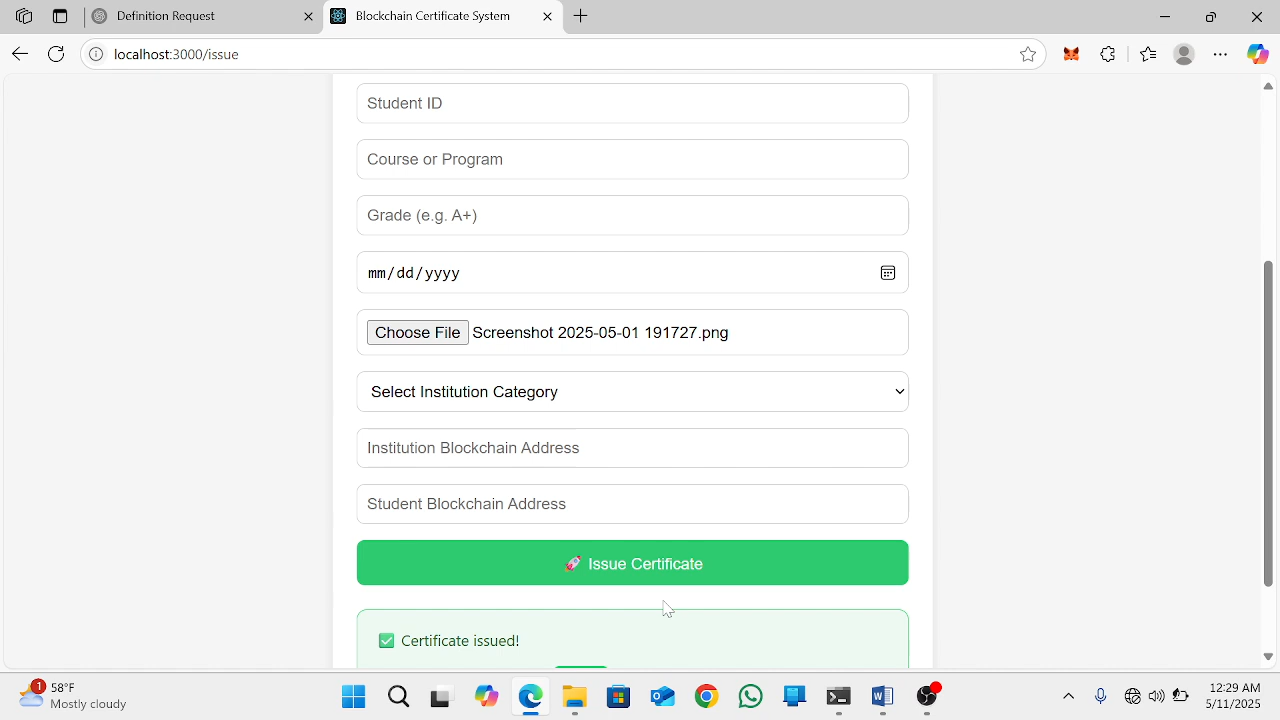 Definition Request
Blockchain Certificate System
localhost:3000/issue
Student ID
Course or Program
Grade (e.g. A+)
mm/dd/yyyy
Choose File Screenshot 2025-05-01 191727.png
Select Institution Category
Institution Blockchain Address
Student Blockchain Address
🚀 Issue Certificate
✅ Certificate issued!
1
58°F
Mostly cloudy
12:29 AM
5/11/2025